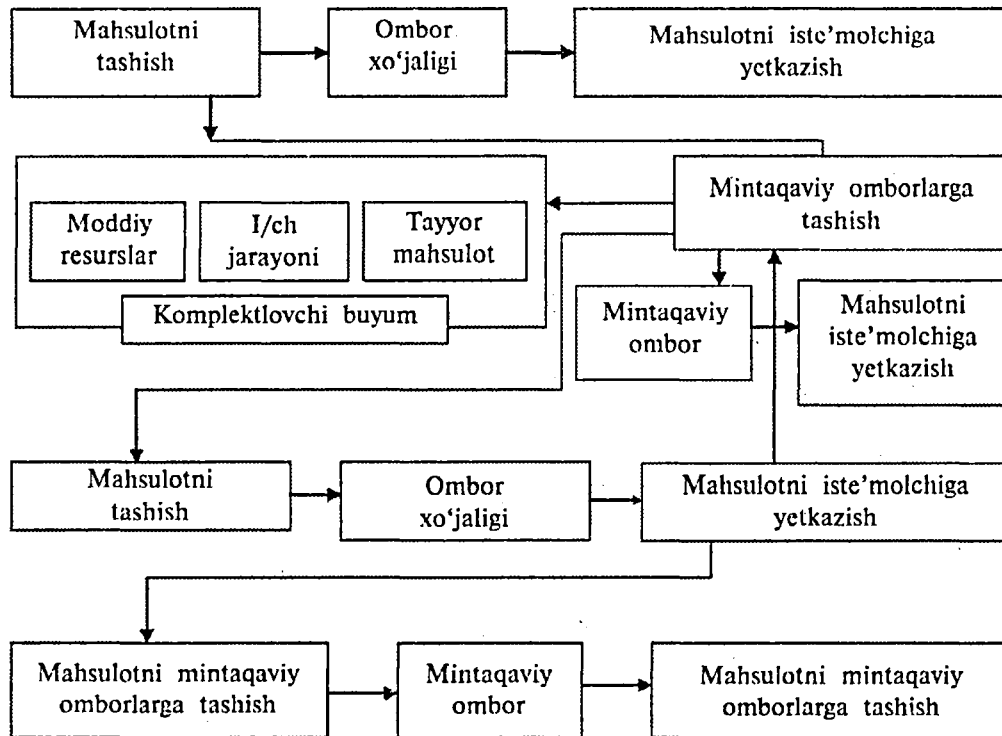 Mahsulotni
tashish
Ombor
xo‘jaligi
Mahsulotni iste’molchiga
yetkazish
Mintaqaviy omborlarga
tashish
Moddiy
resurslar
I/ch
jarayoni
Tayyor
mahsulot
Komplektlovchi buyum
Mintaqaviy
ombor
Mahsulotni
iste’molchiga
yetkazish
Mahsulotni
tashish
Ombor
xo‘jaligi
Mahsulotni iste’molchiga
yetkazish
Mahsulotni mintaqaviy
omborlarga tashish
Mintaqaviy
ombor
Mahsulotni mintaqaviy
omborlarga tashish